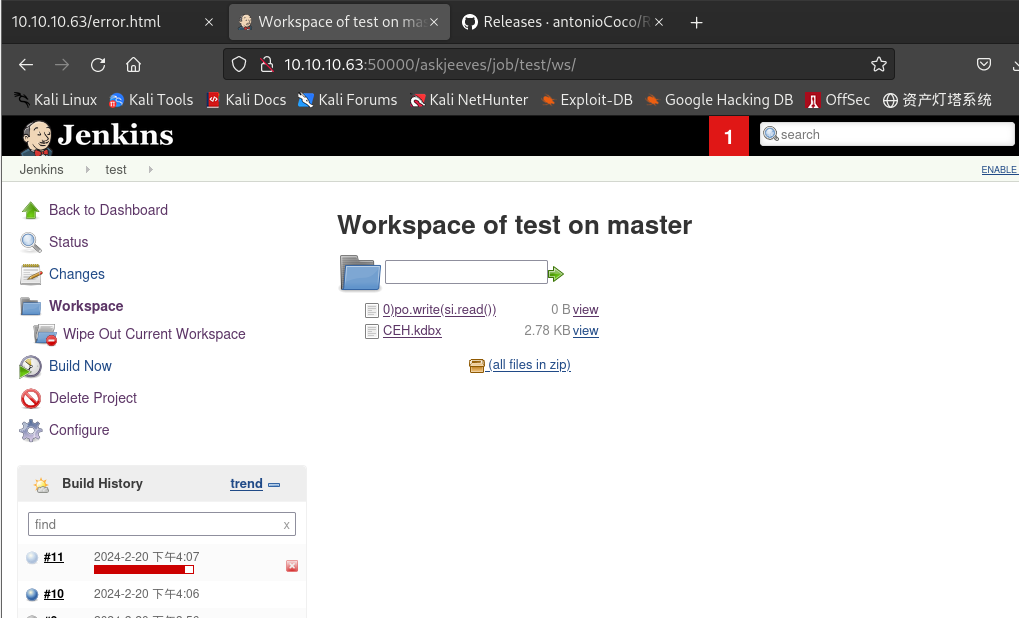 10.10.10.63/error.html × Workspace of test on mas × Releases · antonioCoco/R × +
10.10.10.63:50000/askjeeves/job/test/ws/
Kali Linux Kali Tools Kali Docs Kali Forums Kali NetHunter Exploit-DB Google Hacking DB OffSec 资产灯塔系统
Jenkins 1 search
Jenkins test ENABLE
Back to Dashboard
Status
Changes
Workspace
Wipe Out Current Workspace
Build Now
Delete Project
Configure
Workspace of test on master
0)po.write(si.read()) 0 B view
CEH.kdbx 2.78 KB view
(all files in zip)
Build History trend
find x
#11 2024-2-20 下午4:07
#10 2024-2-20 下午4:06